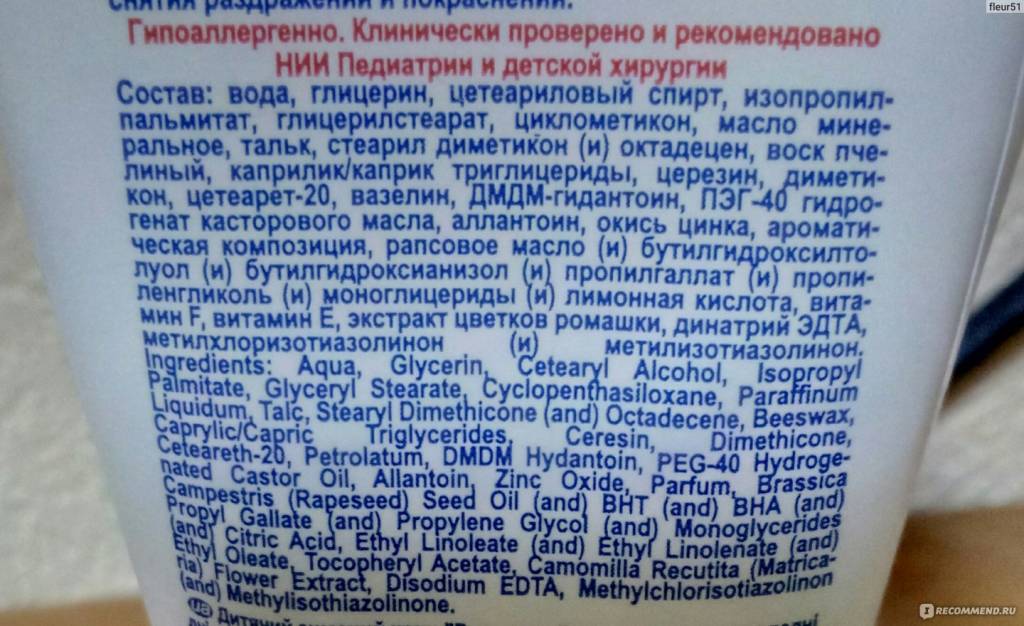 fleur51
снятия раздражений и покраснений.
Гипоаллергенно. Клинически проверено и рекомендовано
НИИ Педиатрии и детской хирургии
Состав: вода, глицерин, цетеариловый спирт, изопропил-
пальмитат, глицерилстеарат, циклометикон, масло мине-
ральное, тальк, стеарил диметикон (и) октадецен, воск пче-
линый, каприлик/каприк триглицериды, церезин, димети-
кон, цетеарет-20, вазелин, ДМДМ-гидантоин, ПЭГ-40 гидро-
генат касторового масла, аллантоин, окись цинка, аромати-
ческая композиция, рапсовое масло (и) бутилгидроксилто-
луол (и) бутилгидроксианизол (и) пропилгаллат (и) пропи-
ленгликоль (и) моноглицериды (и) лимонная кислота, вита-
мин F, витамин Е, экстракт цветков ромашки, динатрий ЭДТА,
метилхлоризотиазолинон (и) метилизотиазолинон.
Ingredients: Aqua, Glycerin, Cetearyl Alcohol, Isopropyl
Palmitate, Glyceryl Stearate, Cyclopenthasiloxane, Paraffinum
Liquidum, Talc, Stearyl Dimethicone (and) Octadecene, Beeswax,
Caprylic/Capric Triglycerides, Ceresin, Dimethicone,
Ceteareth-20, Petrolatum, DMDM Hydantoin, PEG-40 Hydroge-
nated Castor Oil, Allantoin, Zinc Oxide, Parfum, Brassica
Campestris (Rapeseed) Seed Oil (and) BHT (and) BHA (and)
Propyl Gallate (and) Propylene Glycol (and) Monoglycerides
(and) Citric Acid, Ethyl Linoleate (and) Ethyl Linolenate (and)
Ethyl Oleate, Tocopheryl Acetate, Camomilla Recutita (Matrica-
ria) Flower Extract, Disodium EDTA, Methylchlorisotiazolinon
(and) Methylisothiazolinone.
UA Дитячий
I RECOMMEND.RU